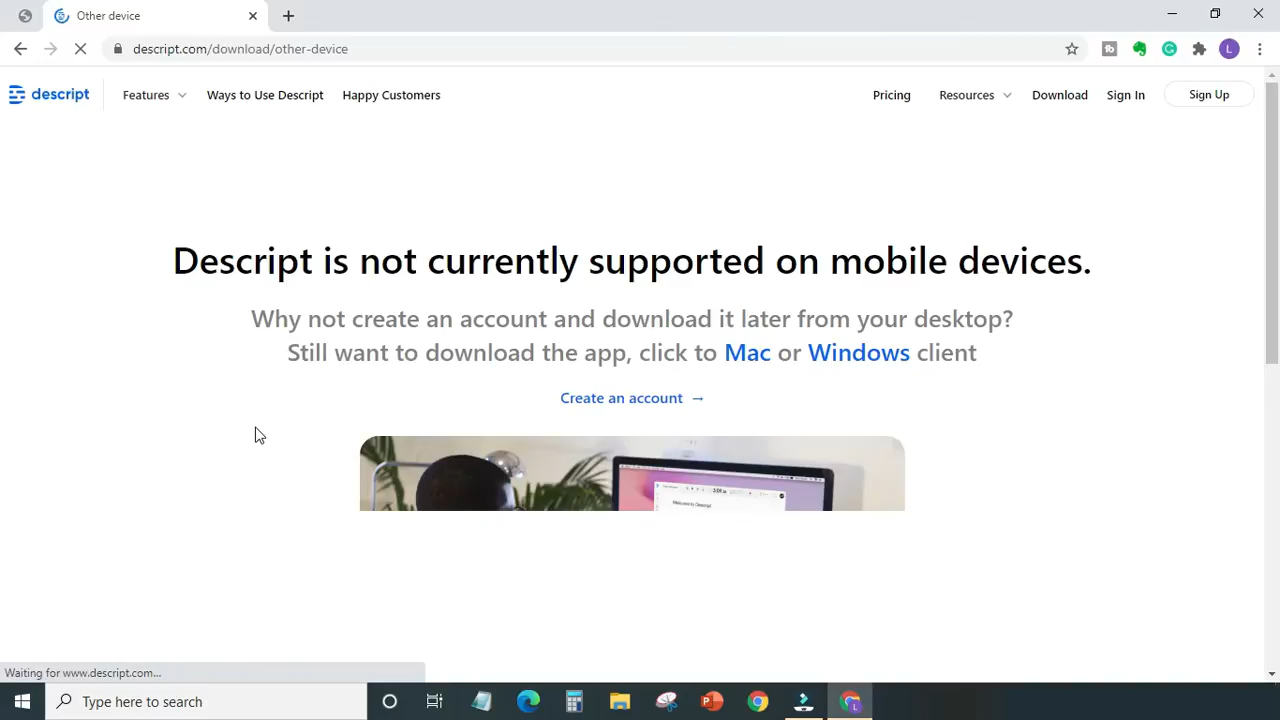 Other device
descript.com/download/other-device
descript
Features
Ways to Use Descript
Happy Customers
Pricing
Resources
Download
Sign In
Sign Up
Descript is not currently supported on mobile devices.
Why not create an account and download it later from your desktop?
Still want to download the app, click to Mac or Windows client
Create an account →
Welcome to Descript
Waiting for www.descript.com...
Type here to search